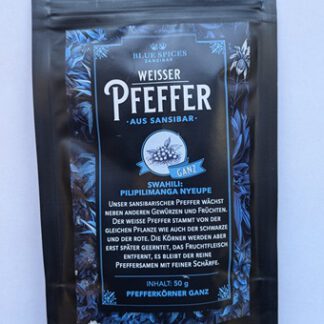 BLUE SPICES
ZANZIBAR
WEISSER
PFEFFER
· AUS SANSIBAR ·
GANZ
SWAHILI:
PILIPILIMANGA NYEUPE
UNSER SANSIBARISCHER PFEFFER WÄCHST
NEBEN ANDEREN GEWÜRZEN UND FRÜCHTEN.
DER WEISSE PFEFFER STAMMT VON DER
GLEICHEN PFLANZE WIE AUCH DER SCHWARZE
UND DER ROTE. DIE KÖRNER WERDEN ABER
ERST SPÄTER GEERNTET, DAS FRUCHTFLEISCH
ENTFERNT, ES BLEIBT DER REINE
PFEFFERSAMEN MIT FEINER SCHÄRFE.
INHALT: 50 g
PFEFFERKÖRNER GANZ